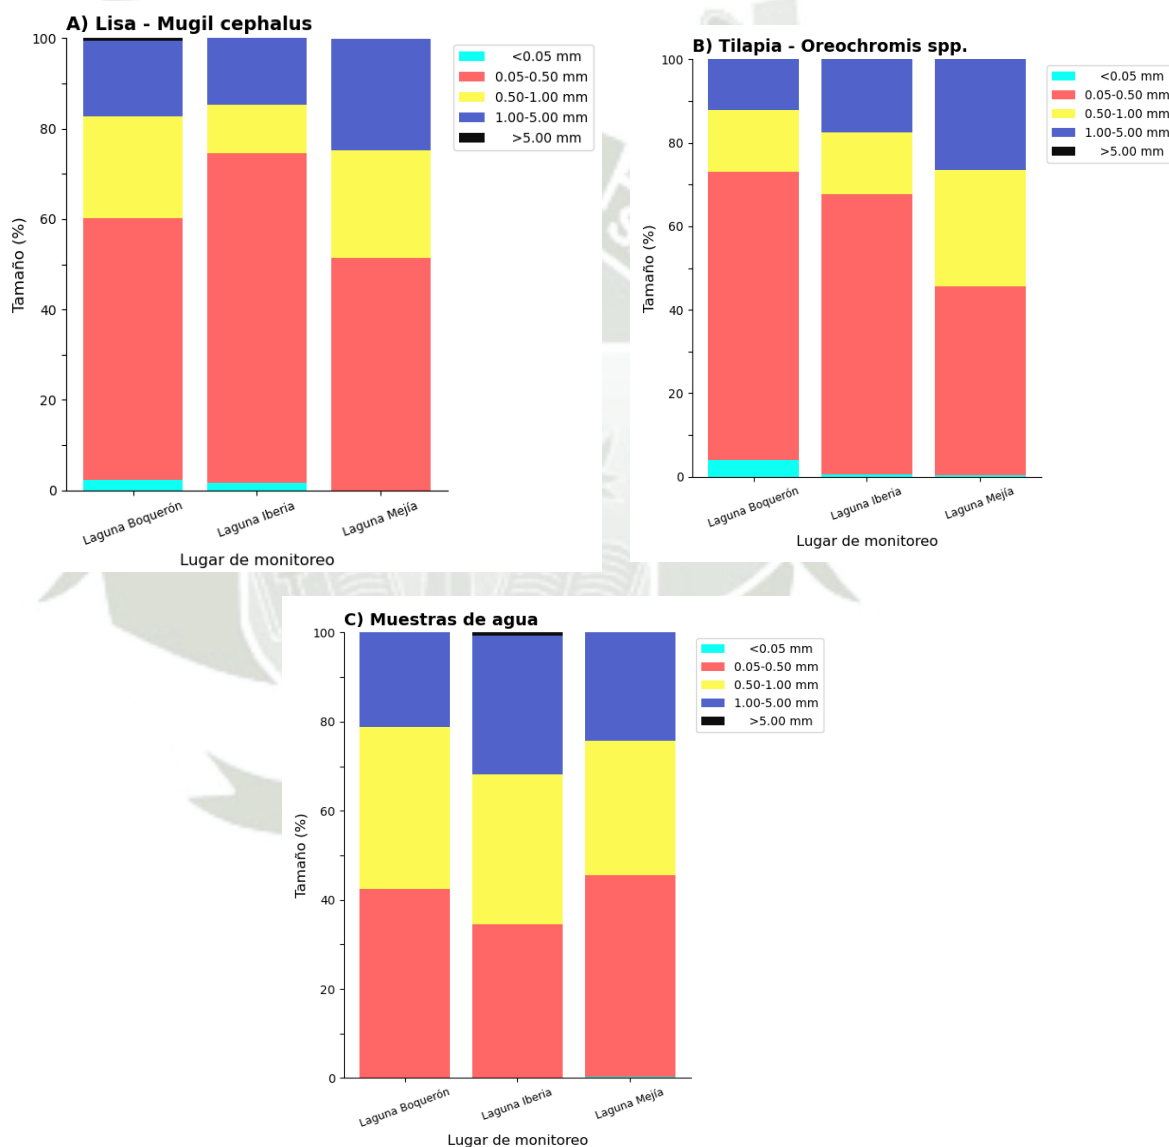 A) Lisa - Mugil cephalus
100
80
60
40
20
0
Tamaño (%)
Laguna Boquerón
Laguna Iberia
Laguna Mejía
Lugar de monitoreo
<0.05 mm
0.05-0.50 mm
0.50-1.00 mm
1.00-5.00 mm
>5.00 mm
B) Tilapia - Oreochromis spp.
100
80
60
40
20
0
Tamaño (%)
Laguna Boquerón
Laguna Iberia
Laguna Mejía
Lugar de monitoreo
<0.05 mm
0.05-0.50 mm
0.50-1.00 mm
1.00-5.00 mm
>5.00 mm
C) Muestras de agua
100
80
60
40
20
0
Tamaño (%)
Laguna Boquerón
Laguna Iberia
Laguna Mejía
Lugar de monitoreo
<0.05 mm
0.05-0.50 mm
0.50-1.00 mm
1.00-5.00 mm
>5.00 mm